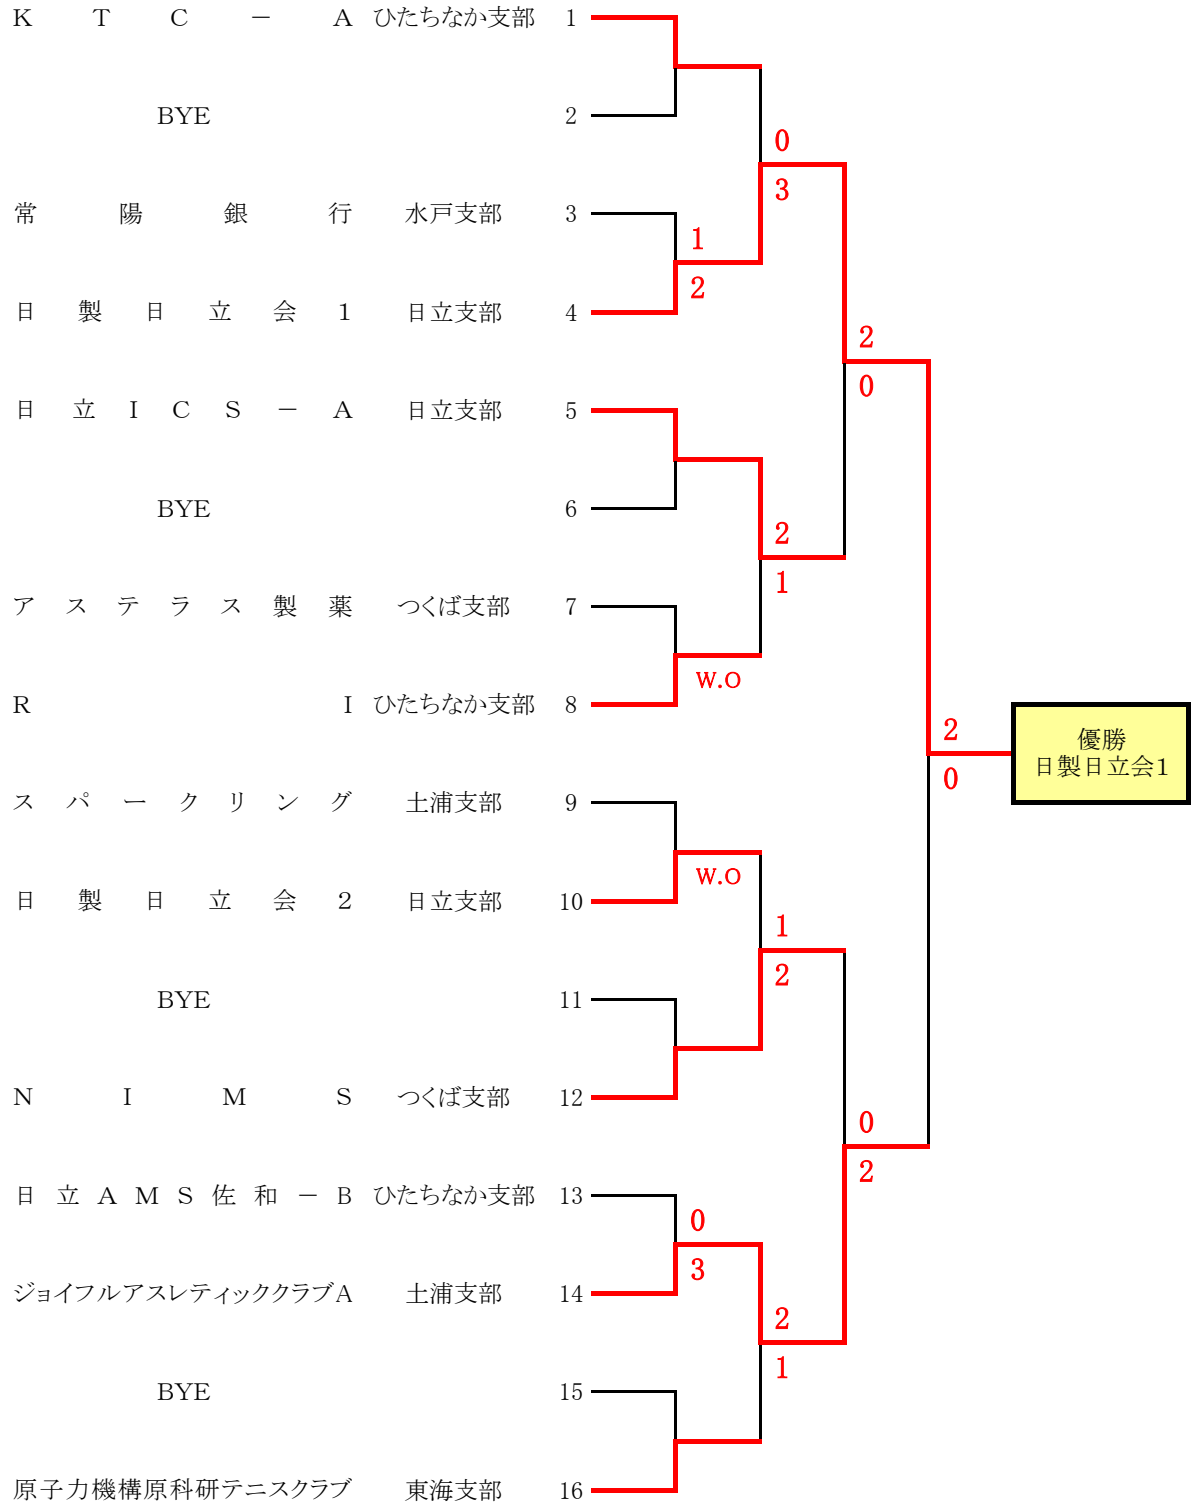 KTC－A ひたちなか支部 1
BYE 2
0
3
常陽銀行 水戸支部 3
1
2
日製日立会１ 日立支部 4
2
0
日立ＩＣＳ－Ａ 日立支部 5
BYE 6
2
1
アステラス製薬 つくば支部 7
w.o
RI ひたちなか支部 8
2
0
優勝
日製日立会１
スパークリング 土浦支部 9
w.o
日製日立会２ 日立支部 10
1
2
BYE 11
NIMS つくば支部 12
0
2
日立ＡＭＳ佐和－Ｂ ひたちなか支部 13
0
3
ジョイフルアスレティッククラブA 土浦支部 14
2
1
BYE 15
原子力機構原科研テニスクラブ 東海支部 16